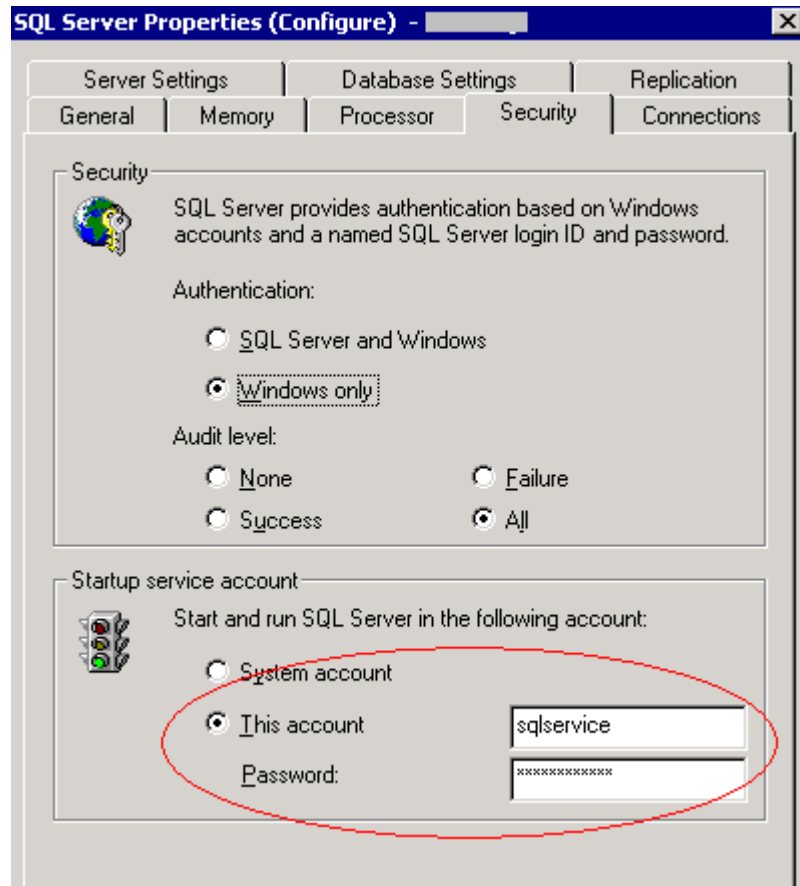 SQL Server Properties (Configure) -
Server Settings
Database Settings
Replication
General
Memory
Processor
Security
Connections
Security
SQL Server provides authentication based on Windows
accounts and a named SQL Server login ID and password.
Authentication:
SQL Server and Windows
Windows only
Audit level:
None
Failure
Success
All
Startup service account
Start and run SQL Server in the following account:
System account
This account
sqlservice
Password:
************